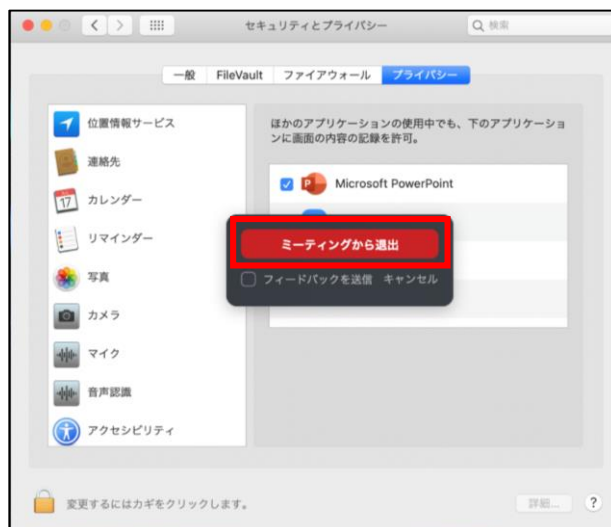 セキュリティとプライバシー
検索
一般 FileVault ファイアウォール プライバシー
位置情報サービス
連絡先
17
カレンダー
リマインダー
写真
カメラ
マイク
音声認識
アクセシビリティ
ほかのアプリケーションの使用中でも、下のアプリケーショ
ンに画面の内容の記録を許可。
Microsoft PowerPoint
ミーティングから退出
フィードバックを送信 キャンセル
変更するにはカギをクリックします。
詳細...
?